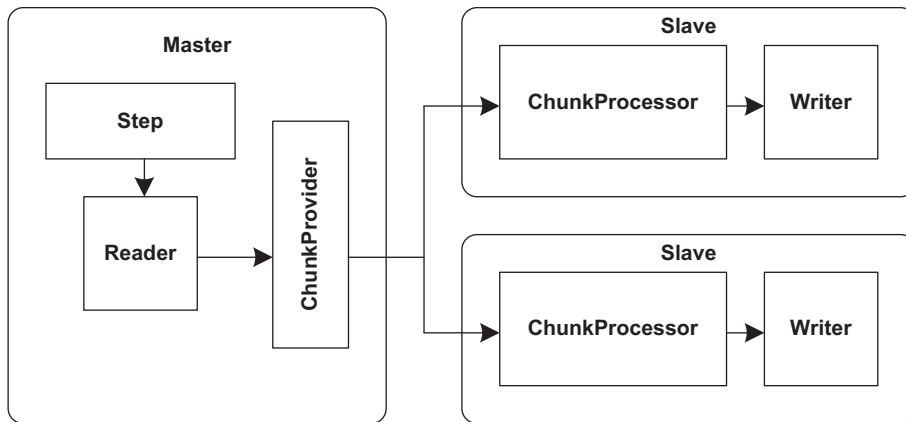 Master
Step
Reader
ChunkProvider
Slave
ChunkProcessor
Writer
Slave
ChunkProcessor
Writer